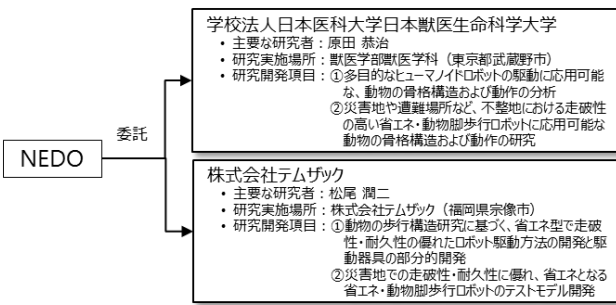 学校法人日本医科大学日本獣医生命科学大学
• 主要な研究者：原田 恭治
• 研究実施場所：獣医学部獣医学科（東京都武蔵野市）
• 研究開発項目：①多目的なヒューマノイドロボットの駆動に応用可能
な、動物の骨格構造および動作の分析
②災害地や遭難場所など、不整地における走破性
の高い省エネ・動物脚歩行ロボットに応用可能な
動物の骨格構造および動作の研究
委託
NEDO
株式会社テムザック
• 主要な研究者：松尾 潤二
• 研究実施場所：株式会社テムザック（福岡県宗像市）
• 研究開発項目：①動物の歩行構造研究に基づく、省エネ型で走破
性・耐久性の優れたロボット駆動方法の開発と駆
動器具の部分的開発
②災害地での走破性・耐久性に優れ、省エネとなる
省エネ・動物脚歩行ロボットのテストモデル開発